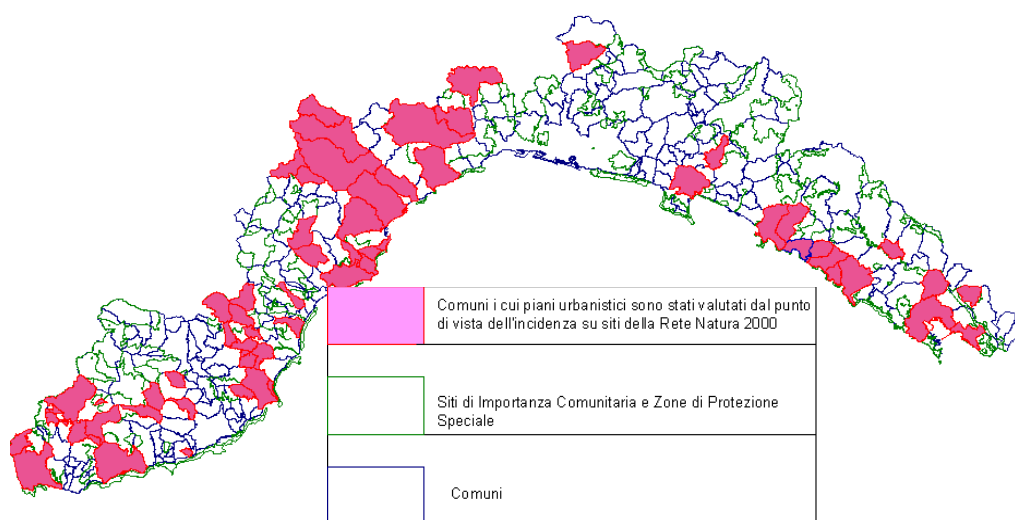 Comuni i cui piani urbanistici sono stati valutati dal punto
di vista dell'incidenza su siti della Rete Natura 2000
Siti di Importanza Comunitaria e Zone di Protezione
Speciale
Comuni